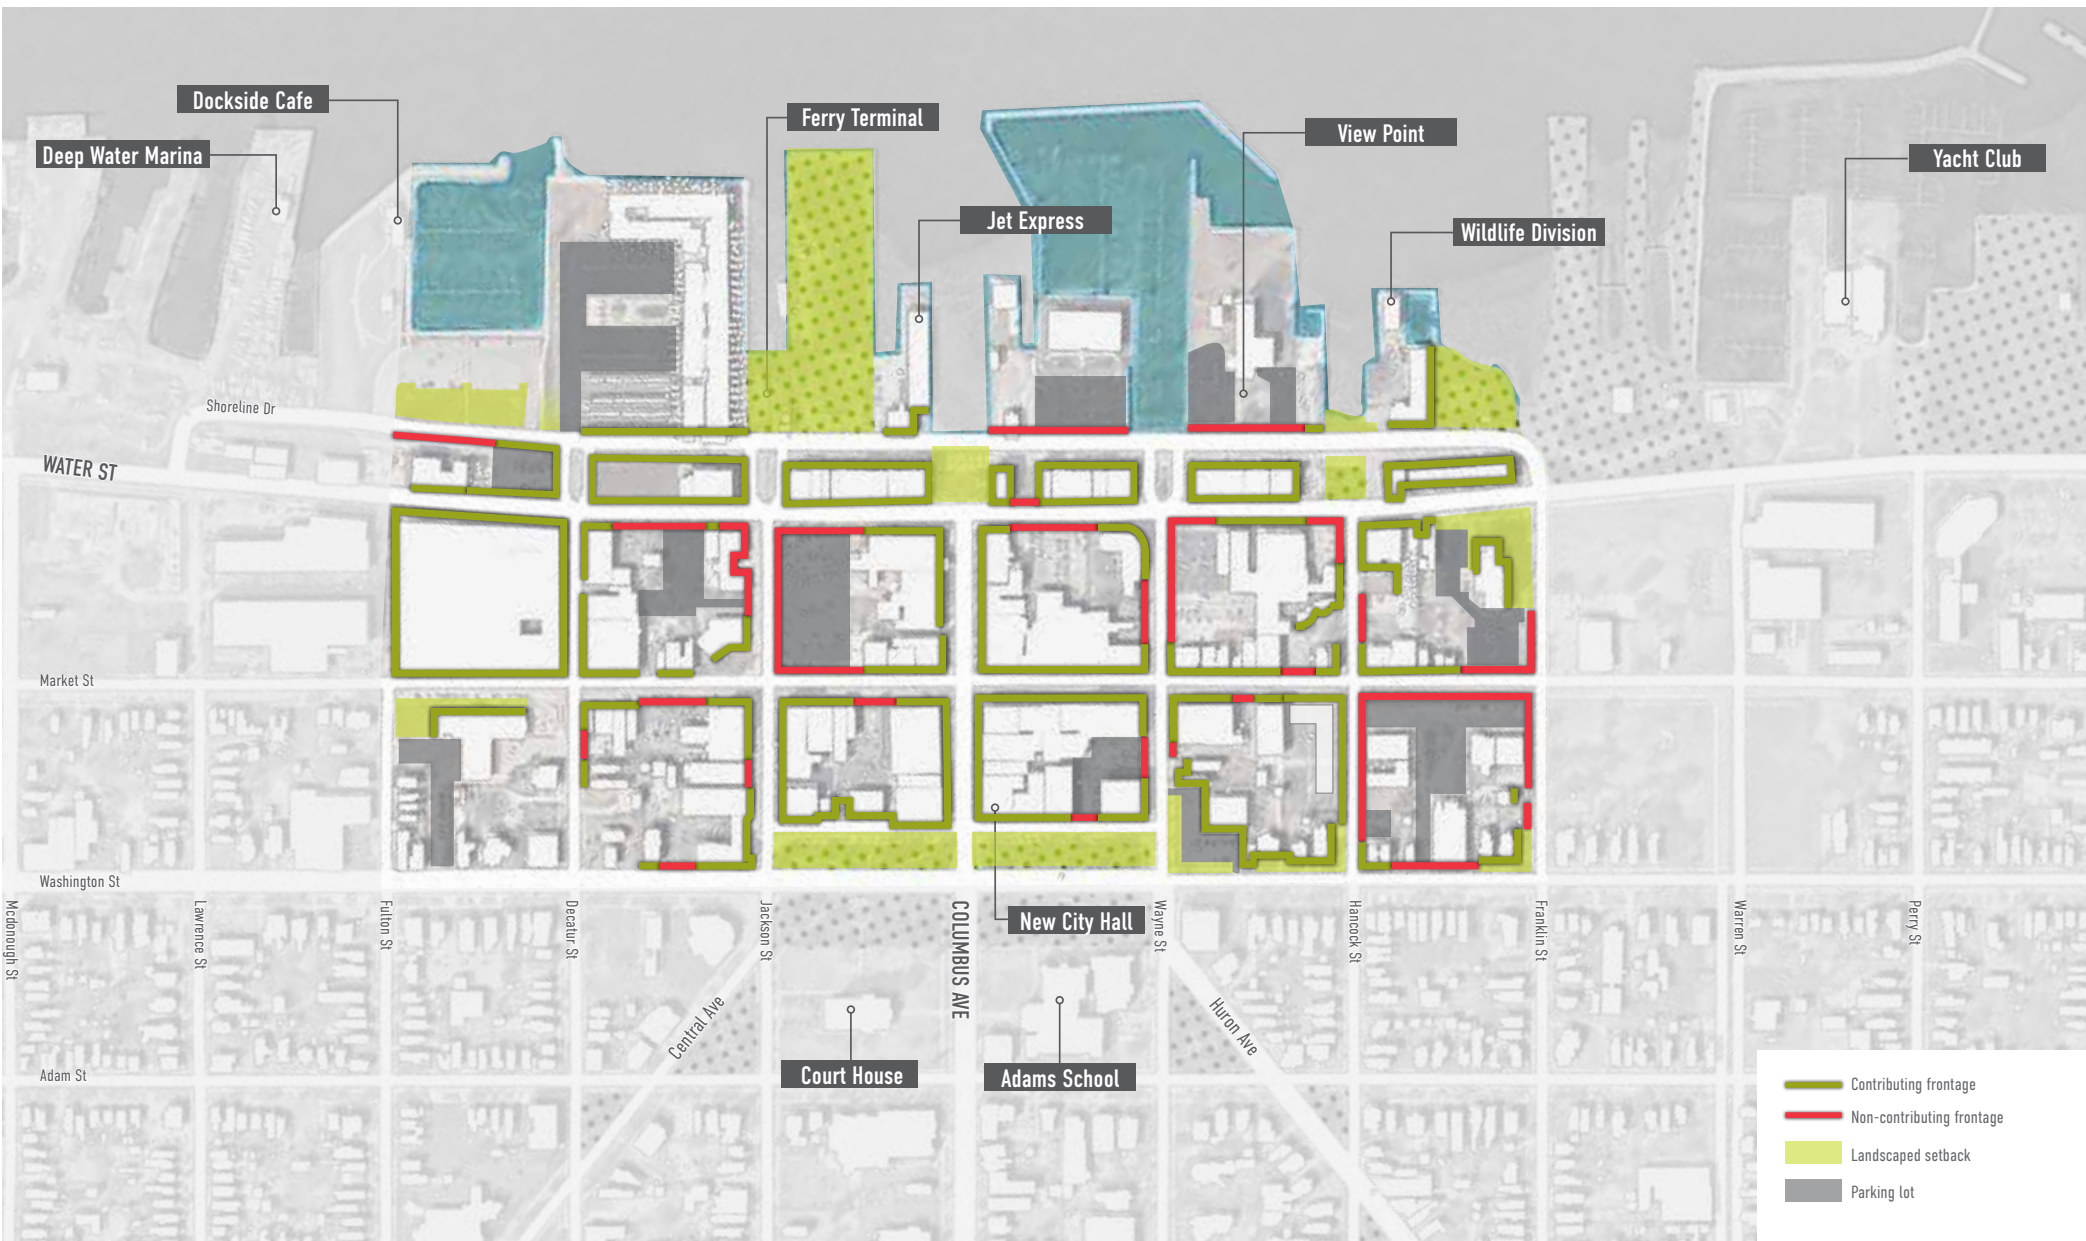 Dockside Cafe
Deep Water Marina
Ferry Terminal
View Point
Yacht Club
Jet Express
Wildlife Division
Shoreline Dr
WATER ST
Market St
Washington St
Mcdonough St
Lawrence St
Fulton St
Decatur St
Jackson St
COLUMBUS AVE
New City Hall
Wayne St
Hancock St
Franklin St
Warren St
Perry St
Central Ave
Huron Ave
Court House
Adams School
Adam St
Contributing frontage
Non-contributing frontage
Landscaped setback
Parking lot